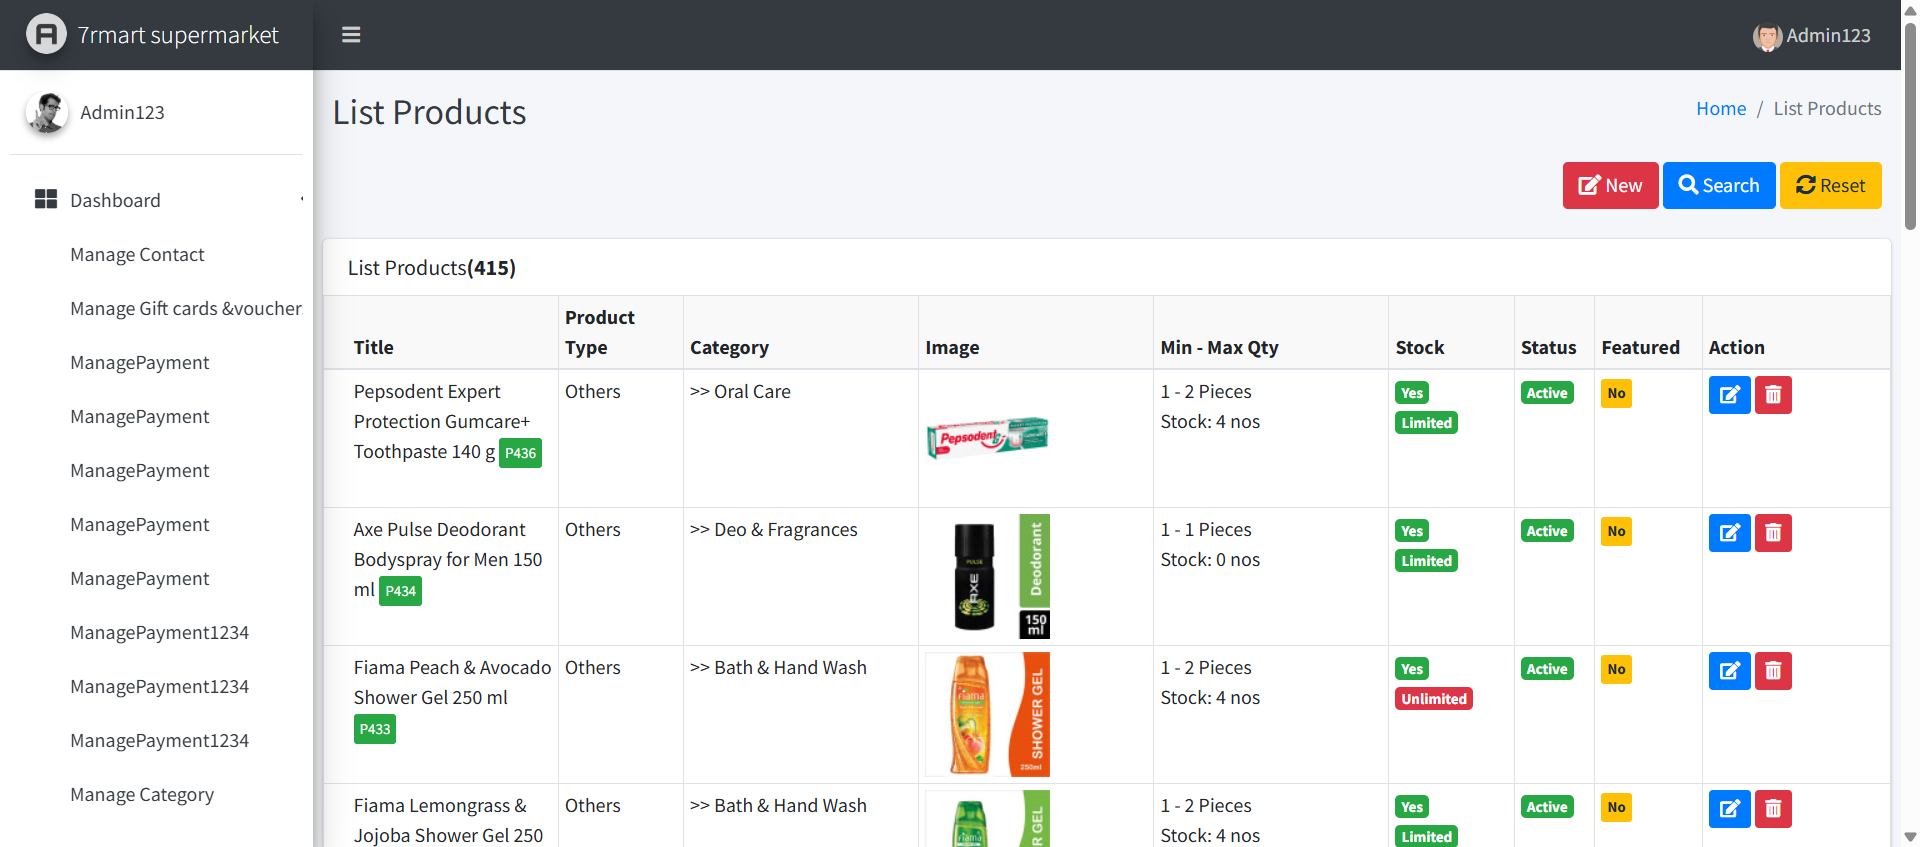 7rmart supermarket
Admin123
Admin123
Dashboard
Manage Contact
Manage Gift cards &voucher
ManagePayment
ManagePayment
ManagePayment
ManagePayment
ManagePayment
ManagePayment1234
ManagePayment1234
ManagePayment1234
Manage Category
List Products
Home / List Products
New
Search
Reset
List Products(415)
Title
Product
Type
Category
Image
Min - Max Qty
Stock
Status
Featured
Action
Pepsodent Expert
Protection Gumcare+
Toothpaste 140 g P436
Others
>> Oral Care
Pepsodent
1 - 2 Pieces
Stock: 4 nos
Yes
Limited
Active
No
Axe Pulse Deodorant
Bodyspray for Men 150
ml P434
Others
>> Deo & Fragrances
PULSE
AXE
Deodorant
150
ml
1 - 1 Pieces
Stock: 0 nos
Yes
Limited
Active
No
Fiama Peach & Avocado
Shower Gel 250 ml
P433
Others
>> Bath & Hand Wash
fiama
SHOWER GEL
250ml
1 - 2 Pieces
Stock: 4 nos
Yes
Unlimited
Active
No
Fiama Lemongrass &
Jojoba Shower Gel 250
Others
>> Bath & Hand Wash
fiama
R GEL
1 - 2 Pieces
Stock: 4 nos
Yes
Limited
Active
No